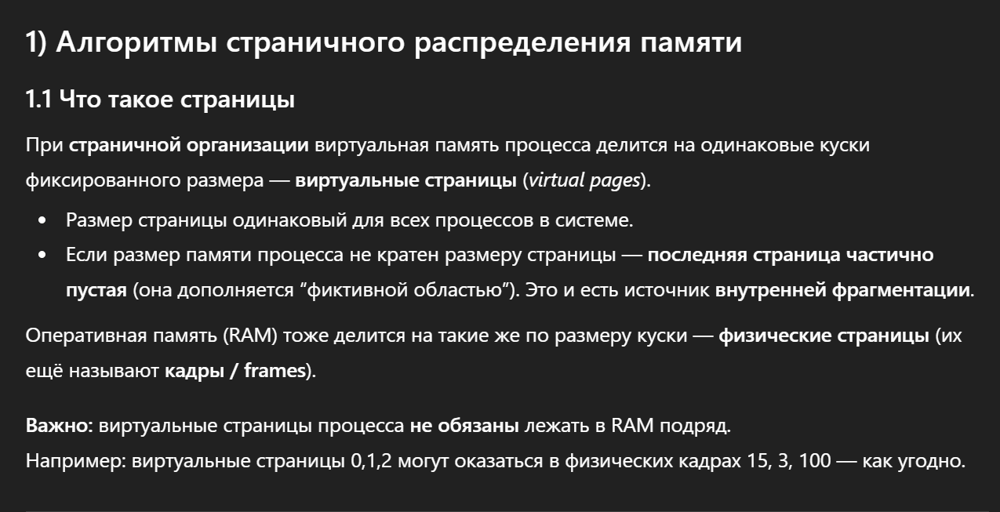 1) Алгоритмы страничного распределения памяти
1.1 Что такое страницы
При страничной организации виртуальная память процесса делится на одинаковые куски
фиксированного размера — виртуальные страницы (virtual pages).
• Размер страницы одинаковый для всех процессов в системе.
• Если размер памяти процесса не кратен размеру страницы — последняя страница частично
пустая (она дополняется “фиктивной областью”). Это и есть источник внутренней фрагментации.
Оперативная память (RAM) тоже делится на такие же по размеру куски — физические страницы (их
ещё называют кадры / frames).
Важно: виртуальные страницы процесса не обязаны лежать в RAM подряд.
Например: виртуальные страницы 0,1,2 могут оказаться в физических кадрах 15, 3, 100 — как угодно.